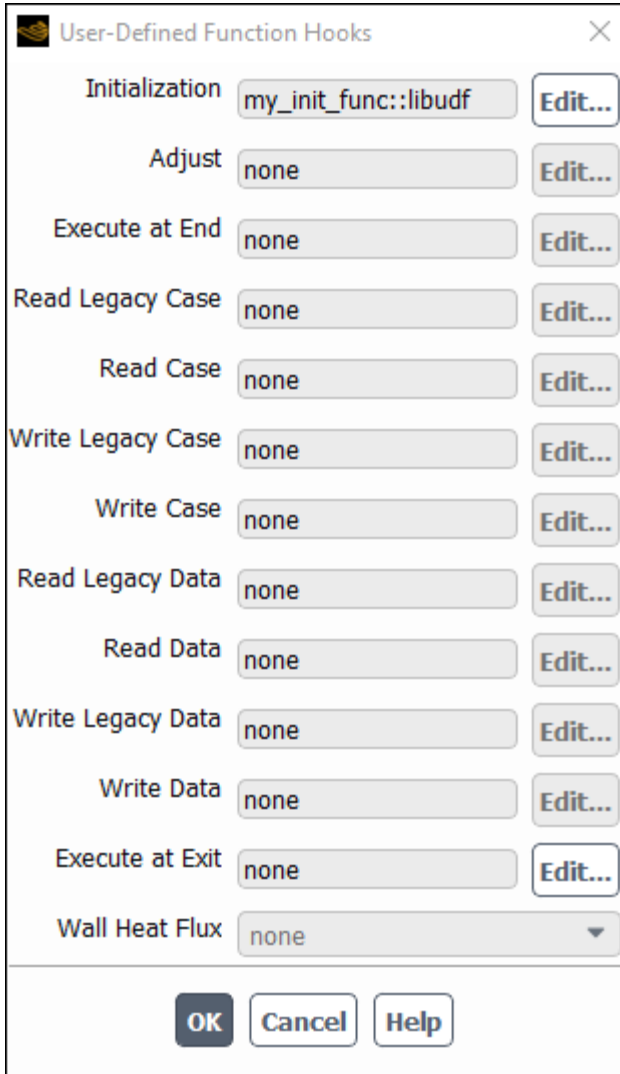 User-Defined Function Hooks
Initialization my_init_func::libudf Edit...
Adjust none Edit...
Execute at End none Edit...
Read Legacy Case none Edit...
Read Case none Edit...
Write Legacy Case none Edit...
Write Case none Edit...
Read Legacy Data none Edit...
Read Data none Edit...
Write Legacy Data none Edit...
Write Data none Edit...
Execute at Exit none Edit...
Wall Heat Flux none
OK Cancel Help